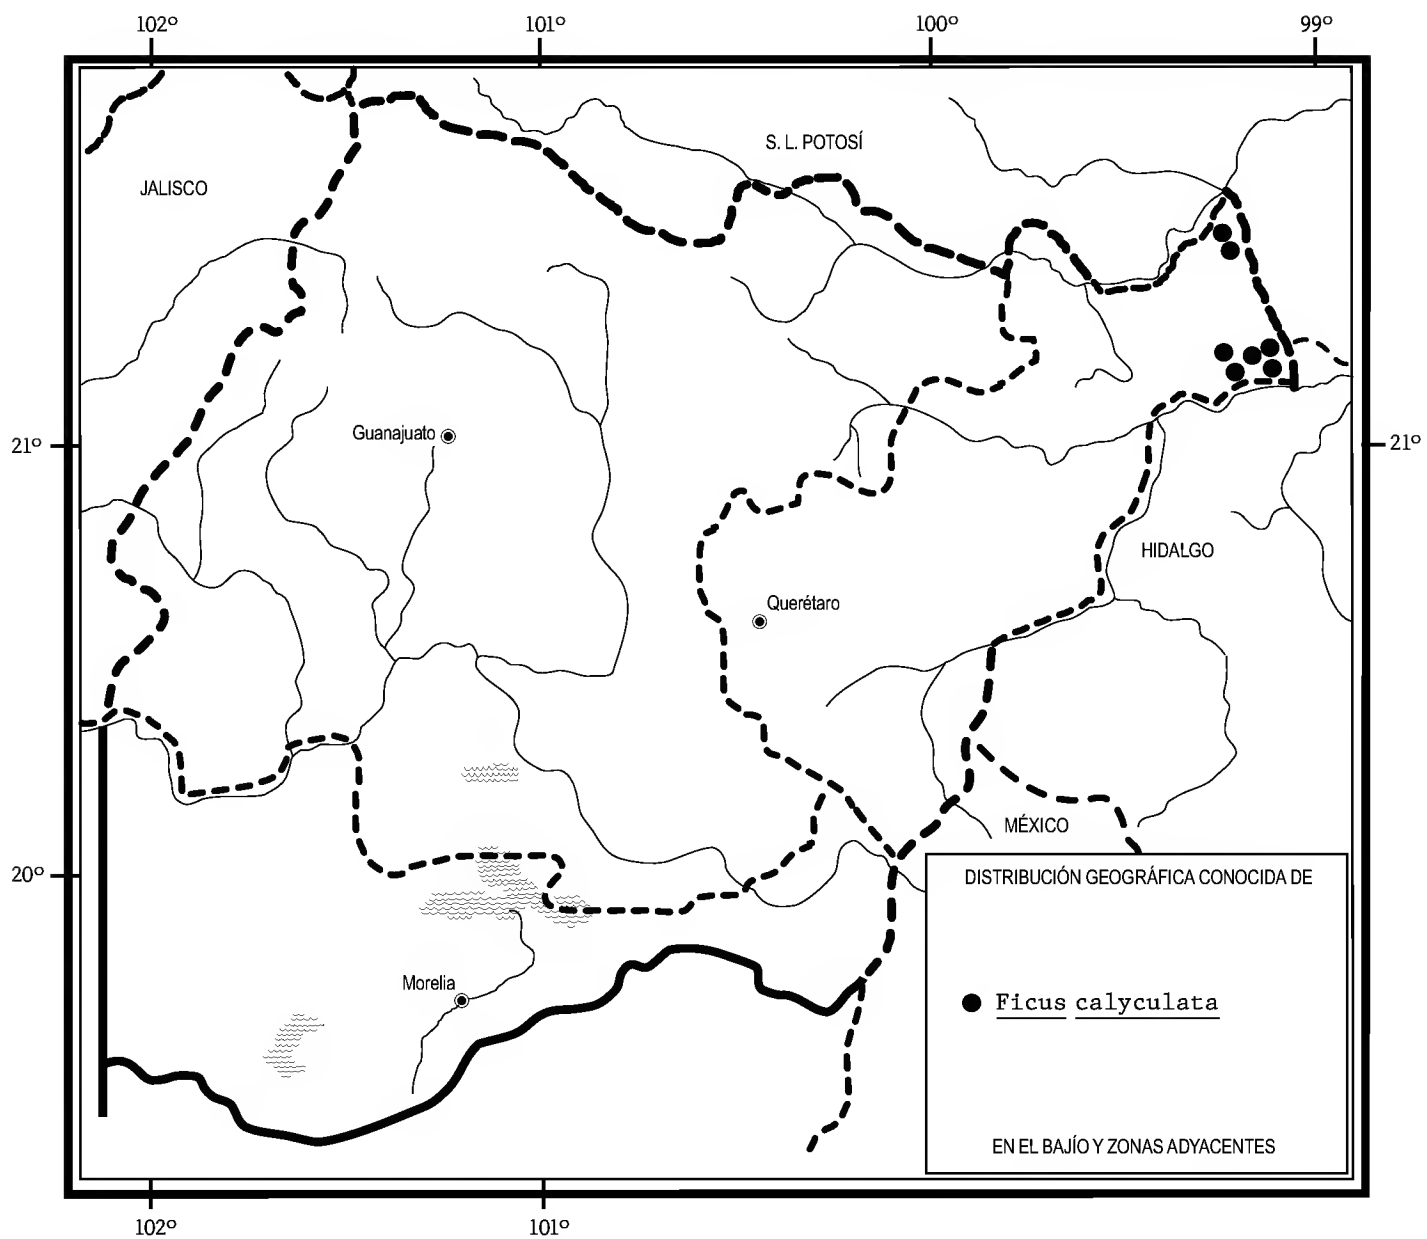 102º 101º 100º 99º
S. L. POTOSÍ
JALISCO
Guanajuato
21º 21º
HIDALGO
Querétaro
MÉXICO
20º
DISTRIBUCIÓN GEOGRÁFICA CONOCIDA DE
Morelia
Ficus calyculata
EN EL BAJÍO Y ZONAS ADYACENTES
102º 101º